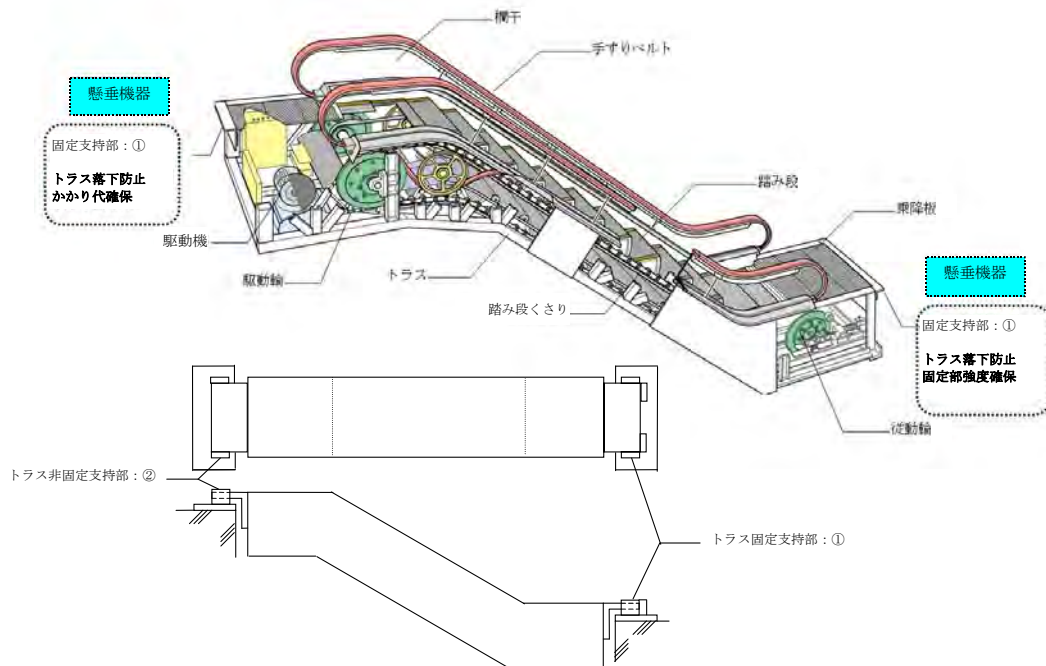 欄干
手すりベルト
懸垂機器
固定支持部：①
トラス落下防止
かかり代確保
踏み段
乗降板
駆動機
駆動輪
トラス
踏み段くさり
懸垂機器
固定支持部：①
トラス落下防止
固定部強度確保
従動輪
トラス非固定支持部：②
トラス固定支持部：①